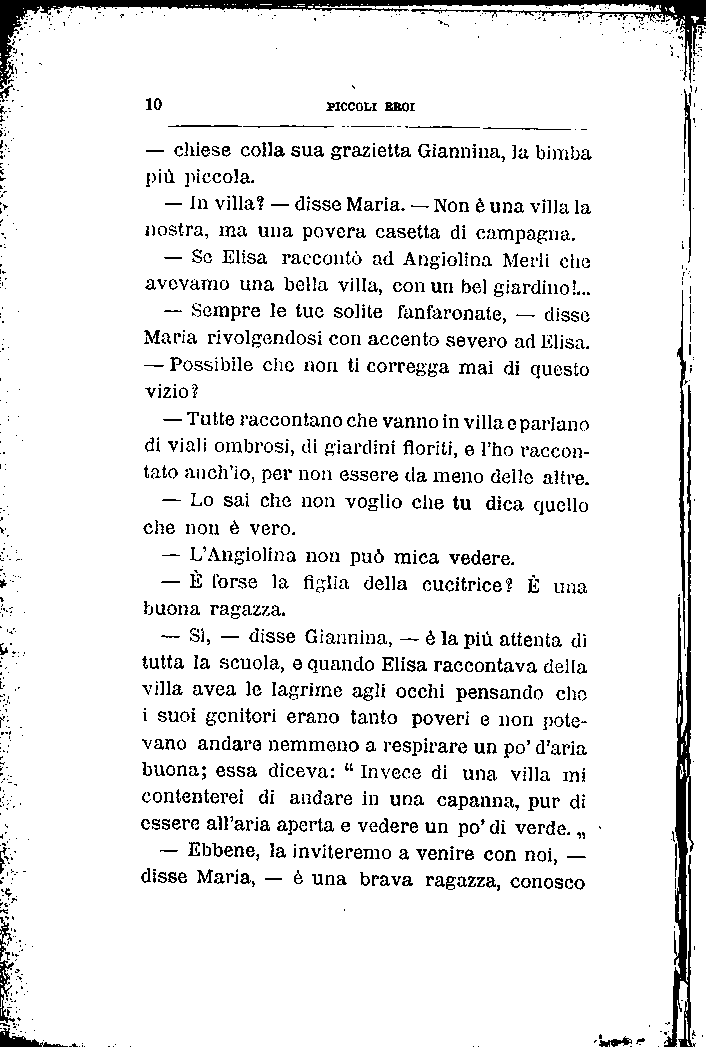 10 PICCOLI EROI
— chiese colla sua grazietta Giannina, la bimba
più piccola.
— In villa? — disse Maria. — Non è una villa la
nostra, ma una povera casetta di campagna.
— Se Elisa raccontò ad Angiolina Merli che
avevamo una bella villa, con un bel giardino!...
— Sempre le tue solite fanfaronate, — disse
Maria rivolgendosi con accento severo ad Elisa.
— Possibile che non ti corregga mai di questo
vizio?
— Tutte raccontano che vanno in villa e parlano
di viali ombrosi, di giardini fioriti, e l'ho raccon-
tato anch'io, per non essere da meno delle altre.
— Lo sai che non voglio che tu dica quello
che non è vero.
— L'Angiolina non può mica vedere.
— È forse la figlia della cucitrice? È una
buona ragazza.
— Sì, — disse Giannina, — è la più attenta di
tutta la scuola, e quando Elisa raccontava della
villa avea le lagrime agli occhi pensando che
i suoi genitori erano tanto poveri e non pote-
vano andare nemmeno a respirare un po' d'aria
buona; essa diceva: “ Invece di una villa mi
contenterei di andare in una capanna, pur di
essere all'aria aperta e vedere un po' di verde. „
— Ebbene, la inviteremo a venire con noi, —
disse Maria, — è una brava ragazza, conosco